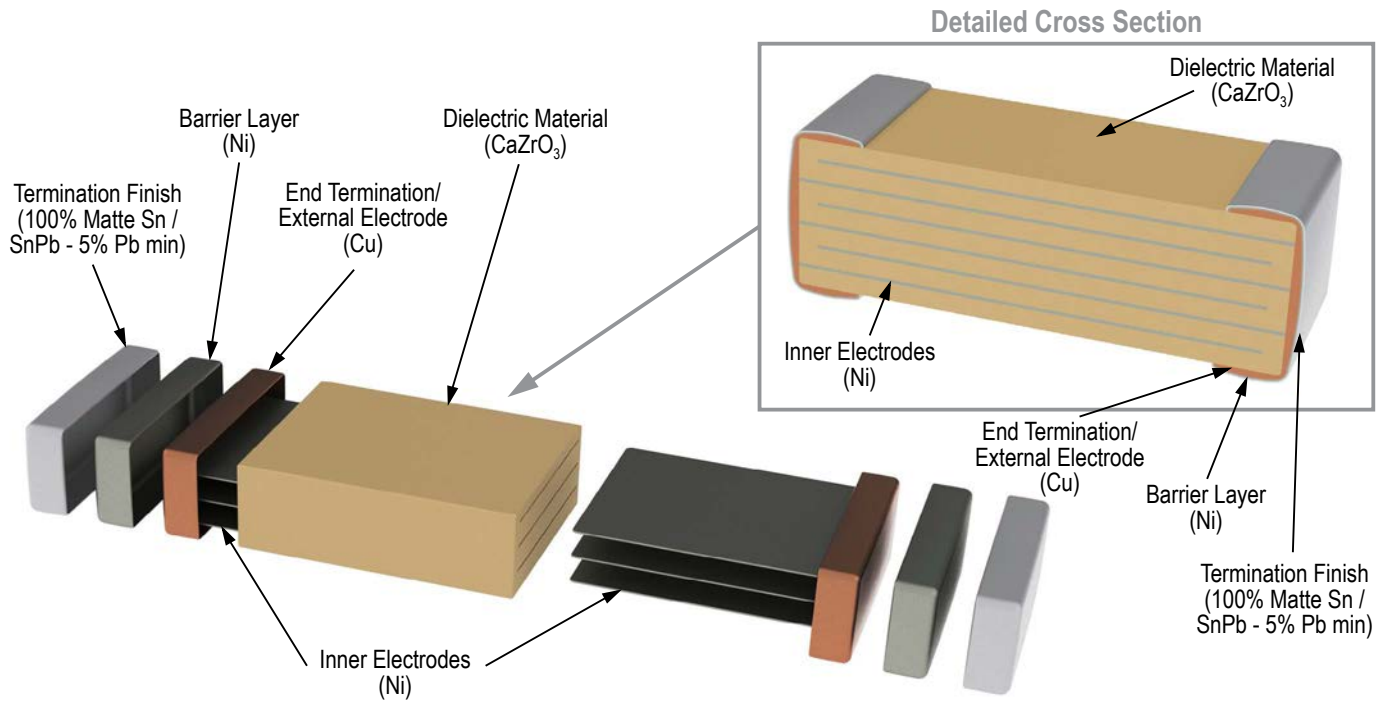 Detailed Cross Section
Dielectric Material
(CaZrO₃)
Barrier Layer
(Ni)
Dielectric Material
(CaZrO₃)
Termination Finish
(100% Matte Sn /
SnPb - 5% Pb min)
End Termination/
External Electrode
(Cu)
Inner Electrodes
(Ni)
End Termination/
External Electrode
(Cu)
Barrier Layer
(Ni)
Termination Finish
(100% Matte Sn /
SnPb - 5% Pb min)
Inner Electrodes
(Ni)